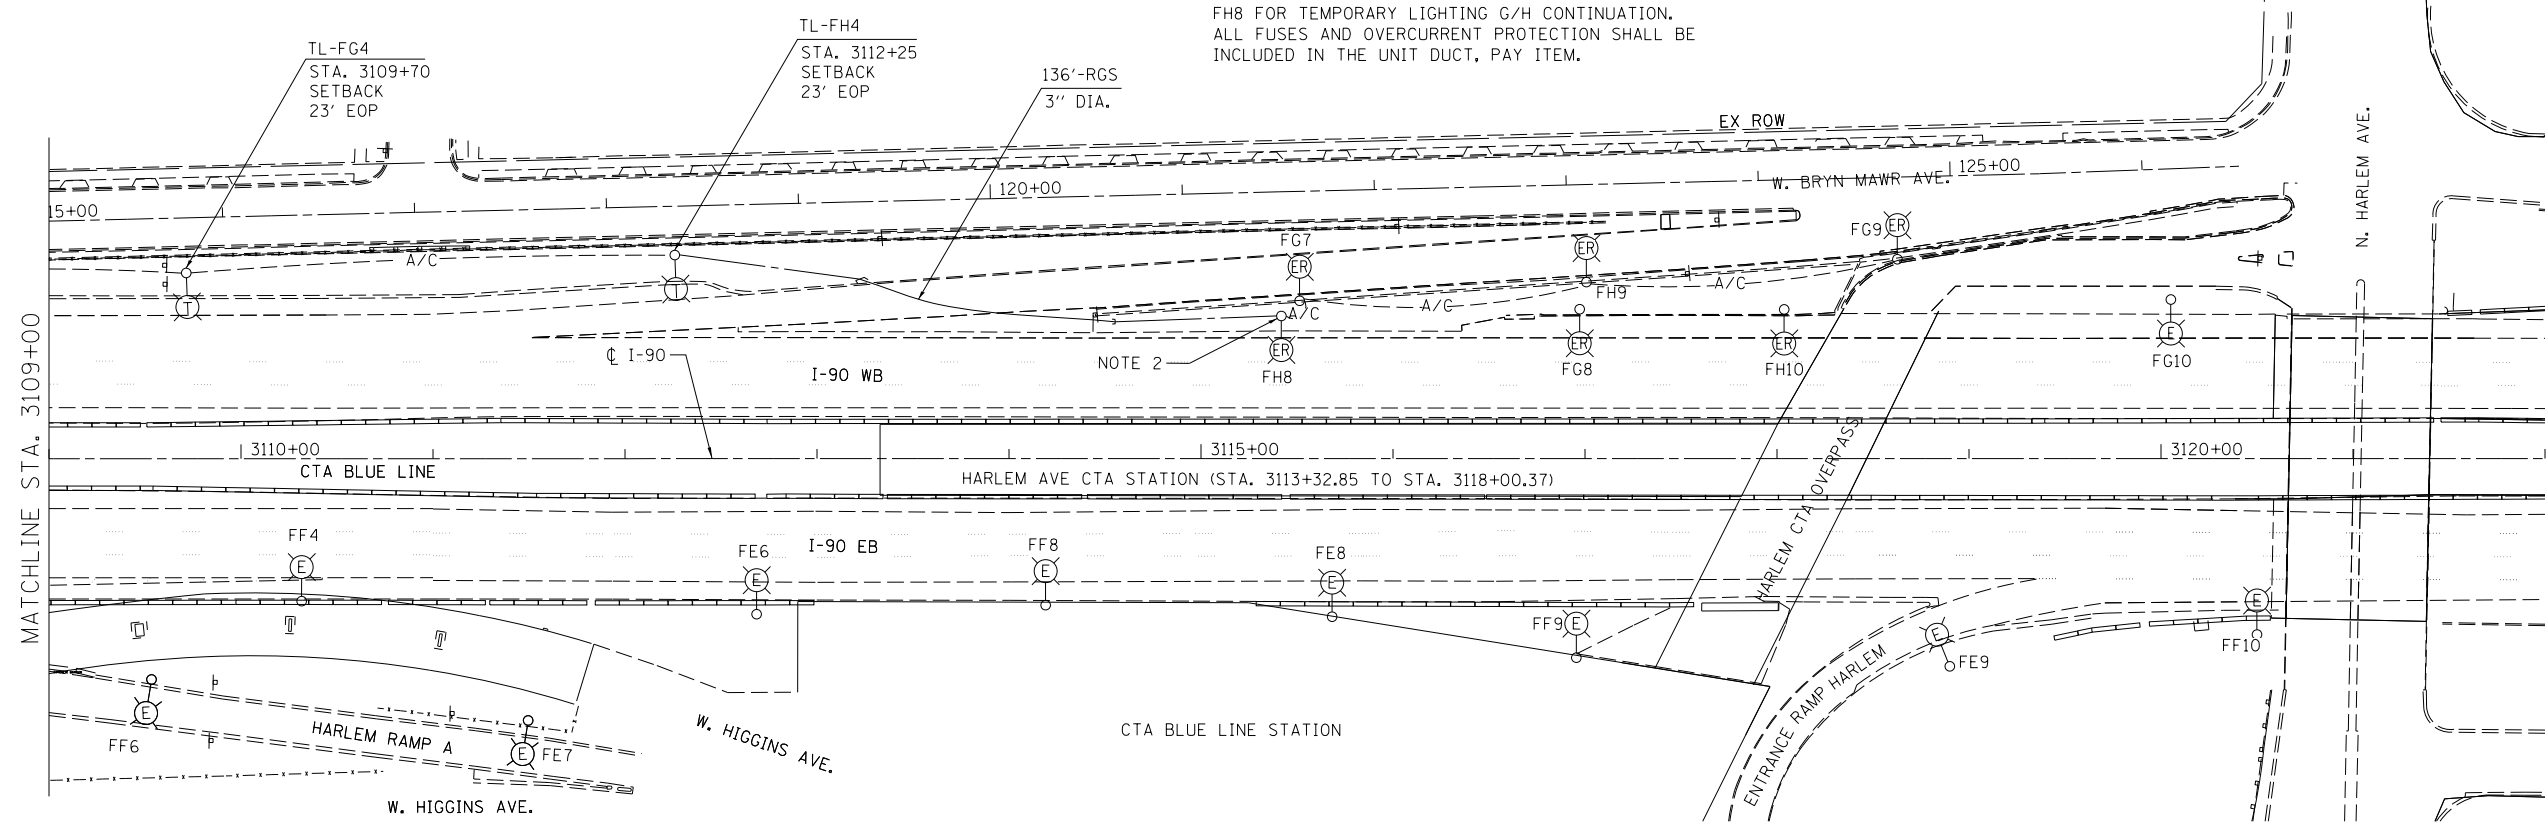 FH8 FOR TEMPORARY LIGHTING G/H CONTINUATION.
ALL FUSES AND OVERCURRENT PROTECTION SHALL BE
INCLUDED IN THE UNIT DUCT, PAY ITEM.
TL-FG4
STA. 3109+70
SETBACK
23' EOP
TL-FH4
STA. 3112+25
SETBACK
23' EOP
136'-RGS
3'' DIA.
EX ROW
N. HARLEM AVE.
15+00
120+00
W. BRYN MAWR AVE.
125+00
T
A/C
T
FG7
ER
A/C
ER
FH9
A/C
A/C
FG9
ER
NOTE 2
ER
FH8
ER
FG8
ER
FH10
E
FG10
℄ I-90
I-90 WB
MATCHLINE STA. 3109+00
3110+00
3115+00
3120+00
CTA BLUE LINE
HARLEM AVE CTA STATION (STA. 3113+32.85 TO STA. 3118+00.37)
HARLEM CTA OVERPASS
FF4
E
FE6
E
I-90 EB
FF8
E
FE8
E
FF9
E
E
FE9
E
FF10
E
FF6
HARLEM RAMP A
E
FE7
W. HIGGINS AVE.
CTA BLUE LINE STATION
ENTRANCE RAMP HARLEM
W. HIGGINS AVE.